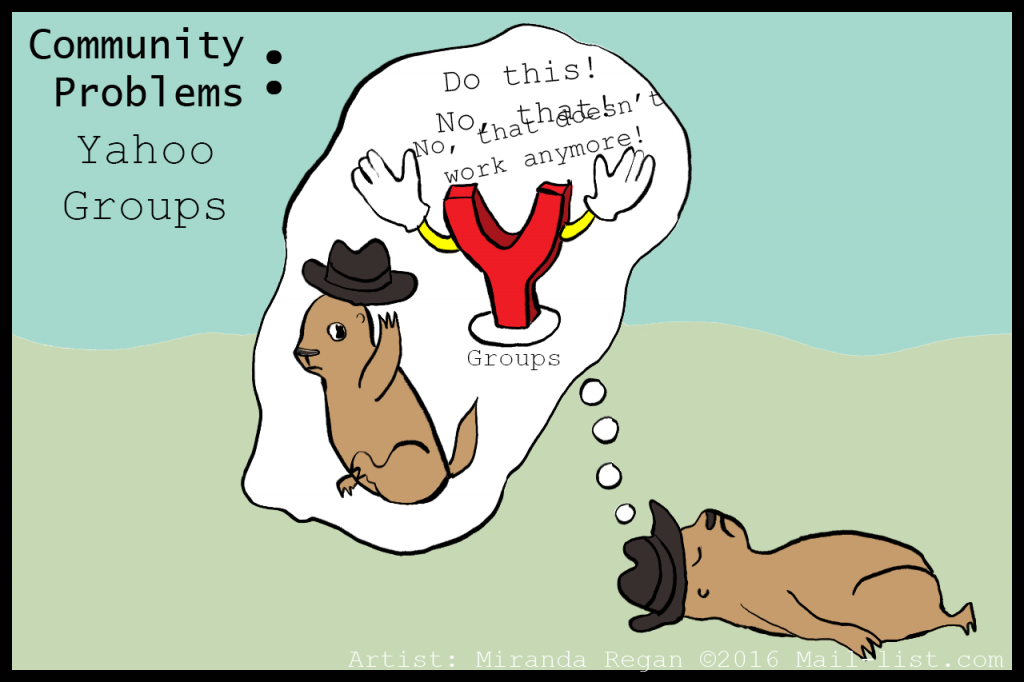 Community
Problems :
Yahoo
Groups
Do this!
No, that!
No, that doesn't
work anymore!
Y
Groups
Artist: Miranda Regan ©2016 Mail-list.com